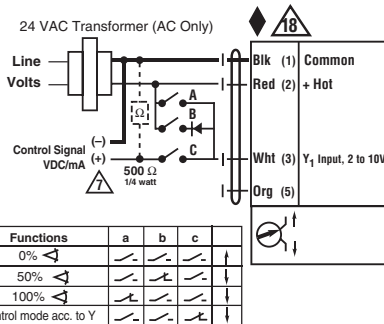 24 VAC Transformer (AC Only)
18
Line
Volts
Blk (1) Common
Red (2) + Hot
A
B
Ω
C
Control Signal (–)
VDC/mA (+)
7
500 Ω
1/4 watt
Wht (3) Y1 Input, 2 to 10V
Org (5)
Functions a b c
0%
50%
100%
ntrol mode acc. to Y